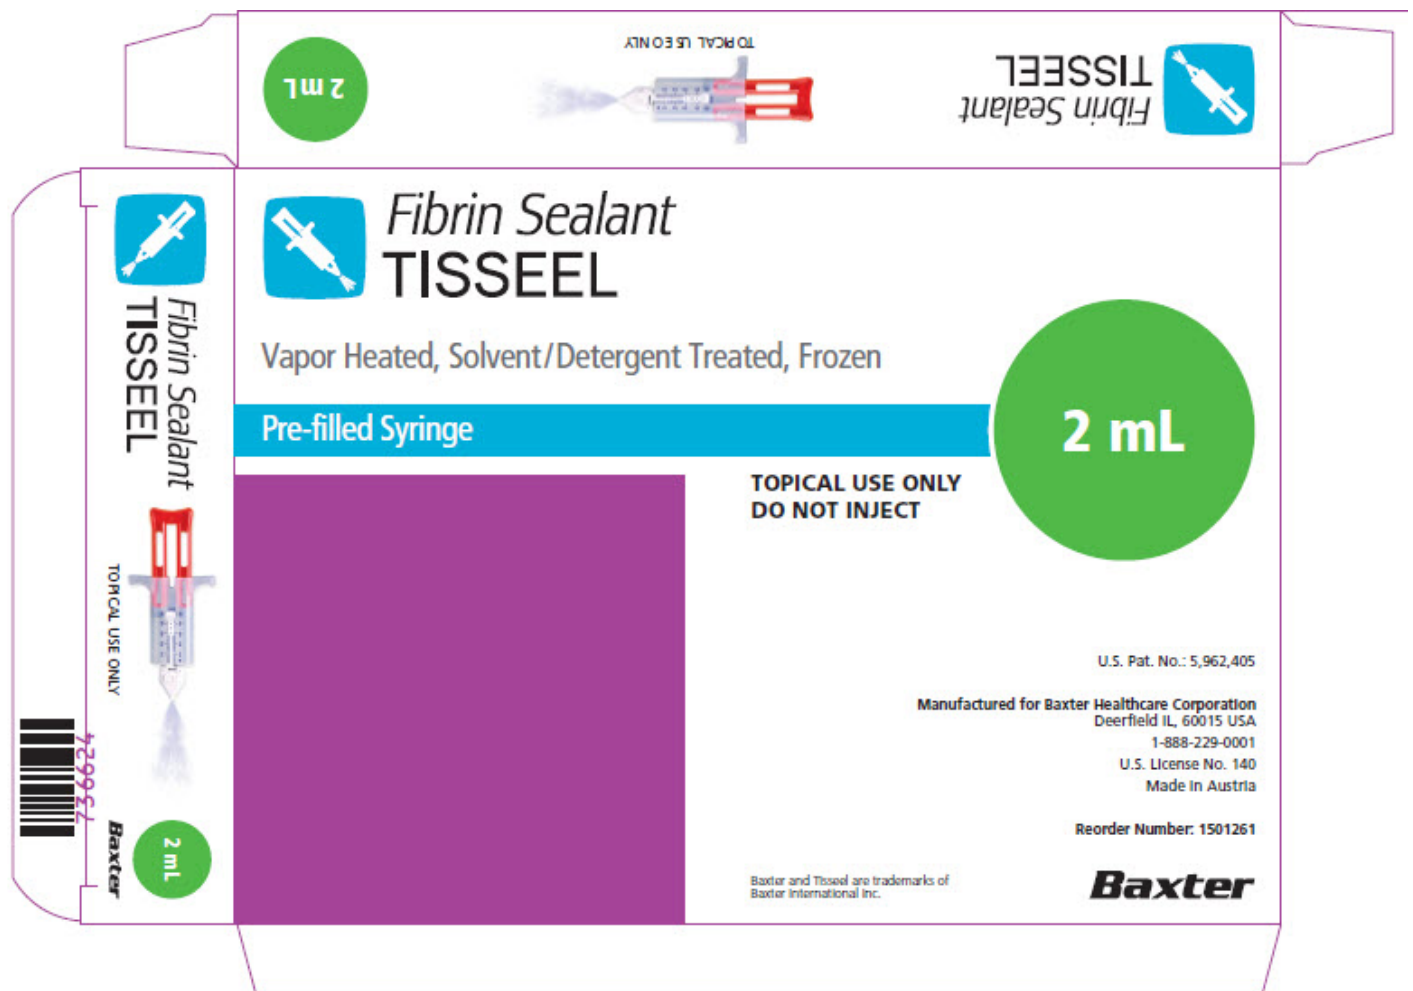 2 mL
TOPICAL USE ONLY
Fibrin Sealant
TISSEEL
Fibrin Sealant
TISSEEL
TOPICAL USE ONLY
2 mL
Baxter
736624
Fibrin Sealant
TISSEEL
Vapor Heated, Solvent/Detergent Treated, Frozen
Pre-filled Syringe
2 mL
TOPICAL USE ONLY
DO NOT INJECT
U.S. Pat. No.: 5,962,405
Manufactured for Baxter Healthcare Corporation
Deerfield IL, 60015 USA
1-888-229-0001
U.S. License No. 140
Made in Austria
Reorder Number: 1501261
Baxter and Tisseel are trademarks of
Baxter International Inc.
Baxter